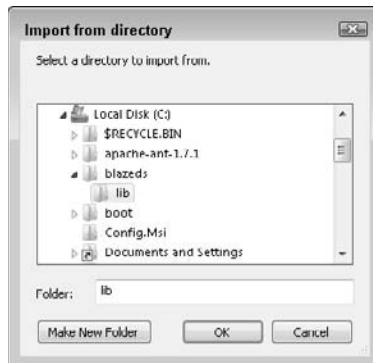 Import from directory
Select a directory to import from.
Local Disk (C:)
$RECYCLE.BIN
apache-ant-1.7.1
blazeds
lib
boot
Config.Msi
Documents and Settings
Folder: lib
Make New Folder OK Cancel